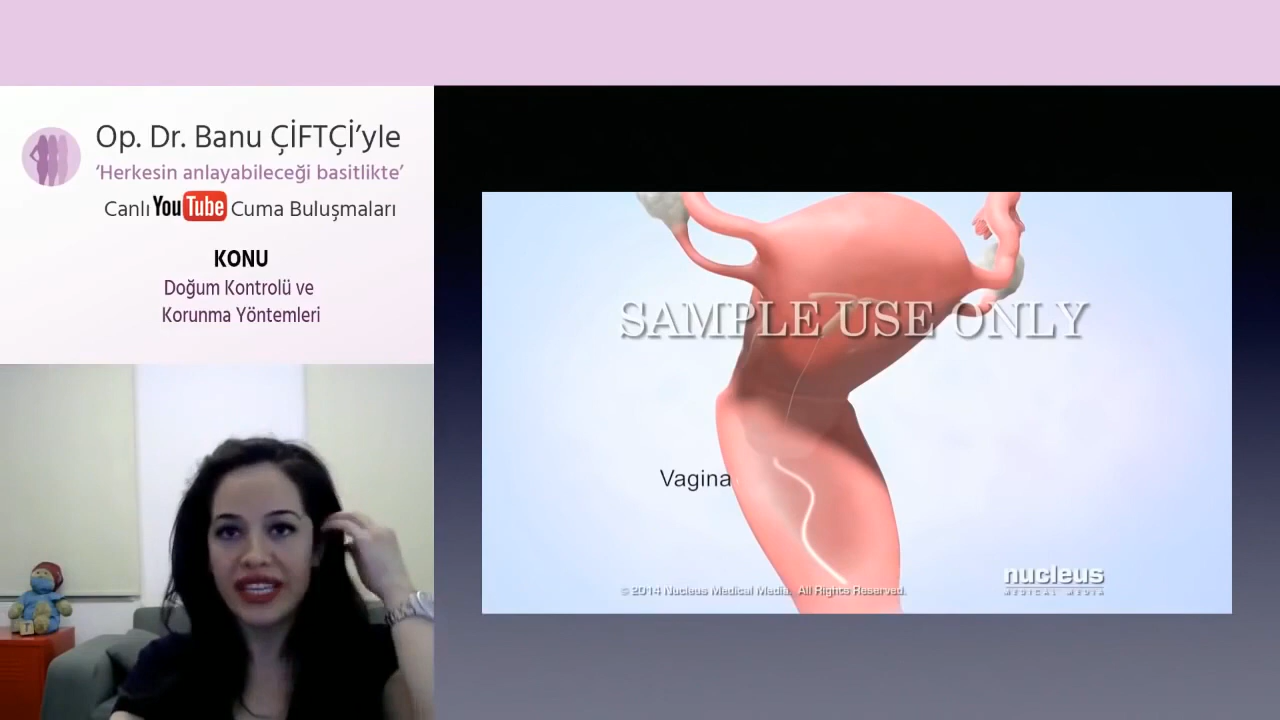 Op. Dr. Banu ÇİFTÇİ'yle
'Herkesin anlayabileceği basitlikte'
Canlı YouTube Cuma Buluşmaları
KONU
Doğum Kontrolü ve
Korunma Yöntemleri
SAMPLE USE ONLY
Vagina
nucleus
MEDICAL MEDIA
© 2014 Nucleus Medical Media. All Rights Reserved.
T